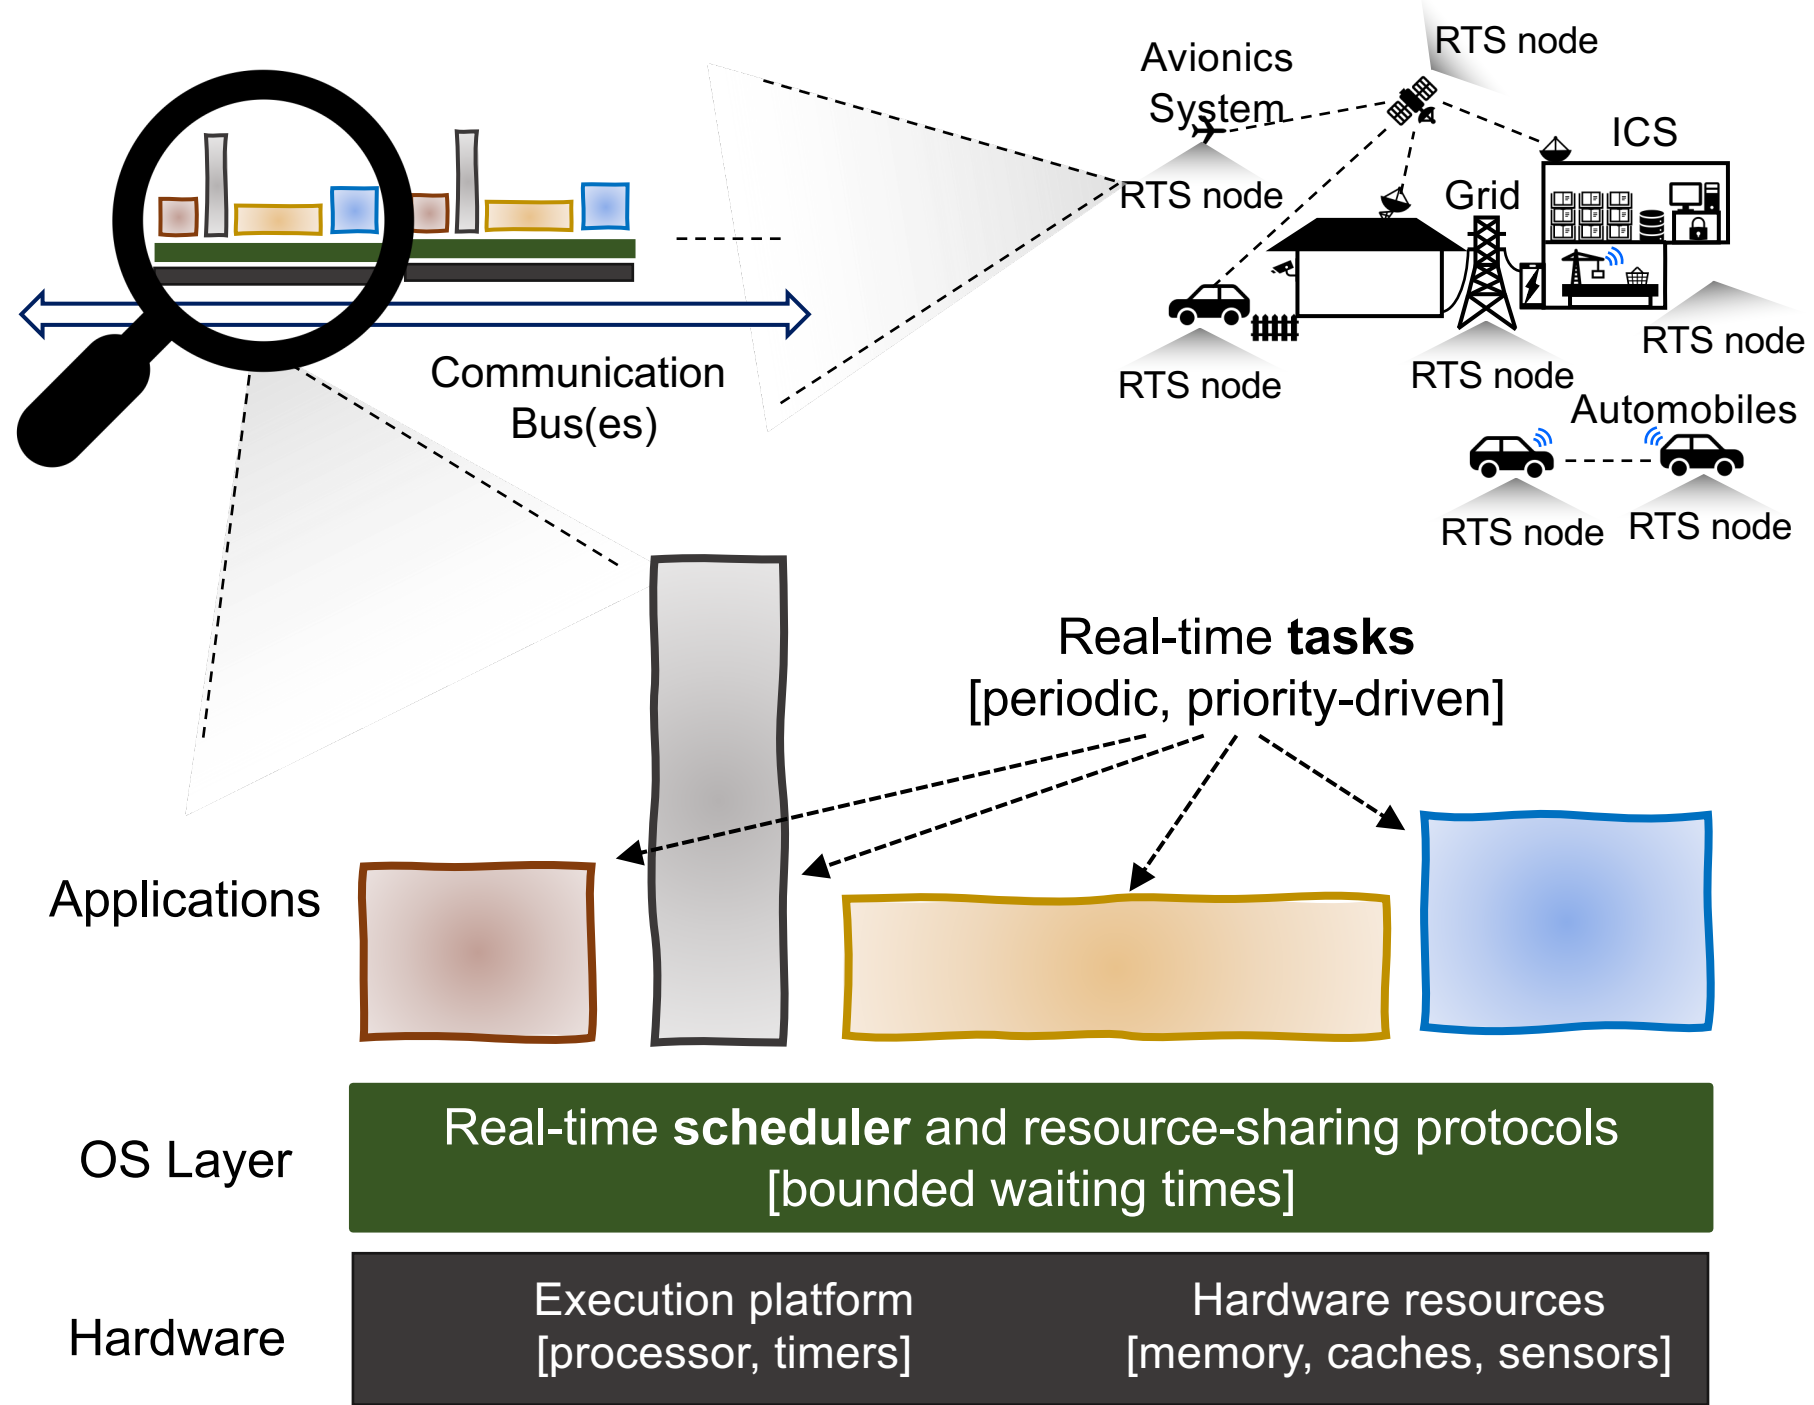 RTS node
Avionics
System
RTS node
ICS
Grid
RTS node
RTS node
RTS node
Communication
Bus(es)
Automobiles
RTS node
RTS node
Real-time tasks
[periodic, priority-driven]
Applications
OS Layer
Real-time scheduler and resource-sharing protocols
[bounded waiting times]
Hardware
Execution platform
[processor, timers]
Hardware resources
[memory, caches, sensors]